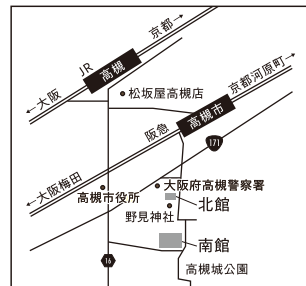 京都→
JR
高槻
←大阪
松坂屋高槻店
京都河原町→
高槻市
阪急
171
←大阪梅田
高槻市役所
大阪府高槻警察署
北館
野見神社
南館
16
高槻城公園